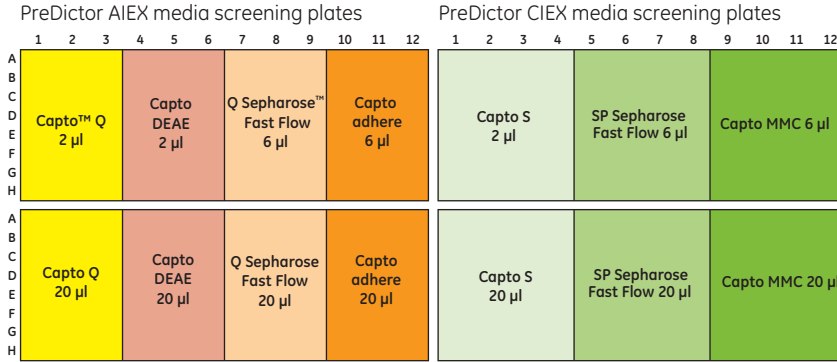 PreDictor AIEX media screening plates
1 2 3 4 5 6 7 8 9 10 11 12
A
B
C
D
E
F
G
H
Capto™ Q
2 µl
Capto
DEAE
2 µl
Q Sepharose™
Fast Flow
6 µl
Capto
adhere
6 µl
A
B
C
D
E
F
G
H
Capto Q
20 µl
Capto
DEAE
20 µl
Q Sepharose
Fast Flow
20 µl
Capto
adhere
20 µl
PreDictor CIEX media screening plates
1 2 3 4 5 6 7 8 9 10 11 12
Capto S
2 µl
SP Sepharose
Fast Flow 6 µl
Capto MMC 6 µl
Capto S
20 µl
SP Sepharose
Fast Flow 20 µl
Capto MMC 20 µl